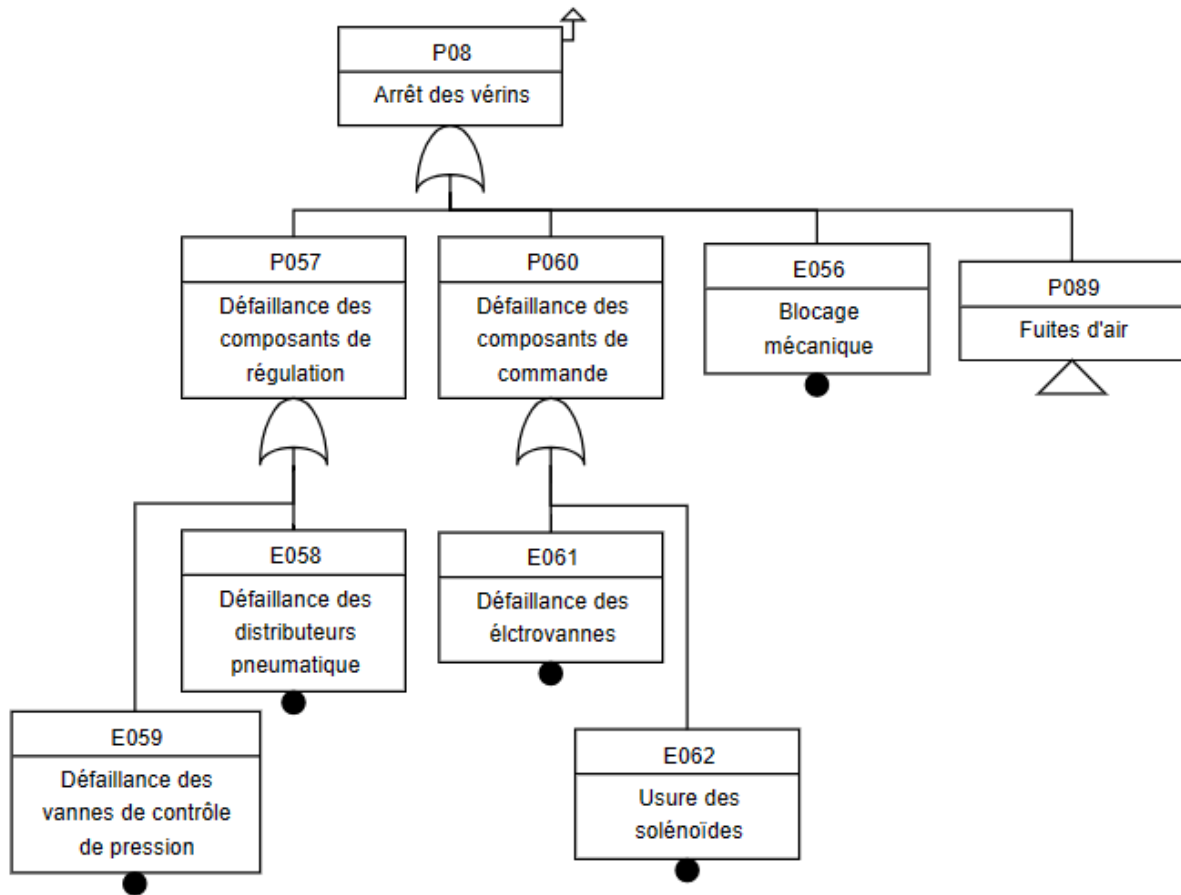 P08
Arrêt des vérins
P057
Défaillance des
composants de
régulation
P060
Défaillance des
composants de
commande
E056
Blocage
mécanique
P089
Fuites d'air
E058
Défaillance des
distributeurs
pneumatique
E061
Défaillance des
élctrovannes
E059
Défaillance des
vannes de contrôle
de pression
E062
Usure des
solénoïdes